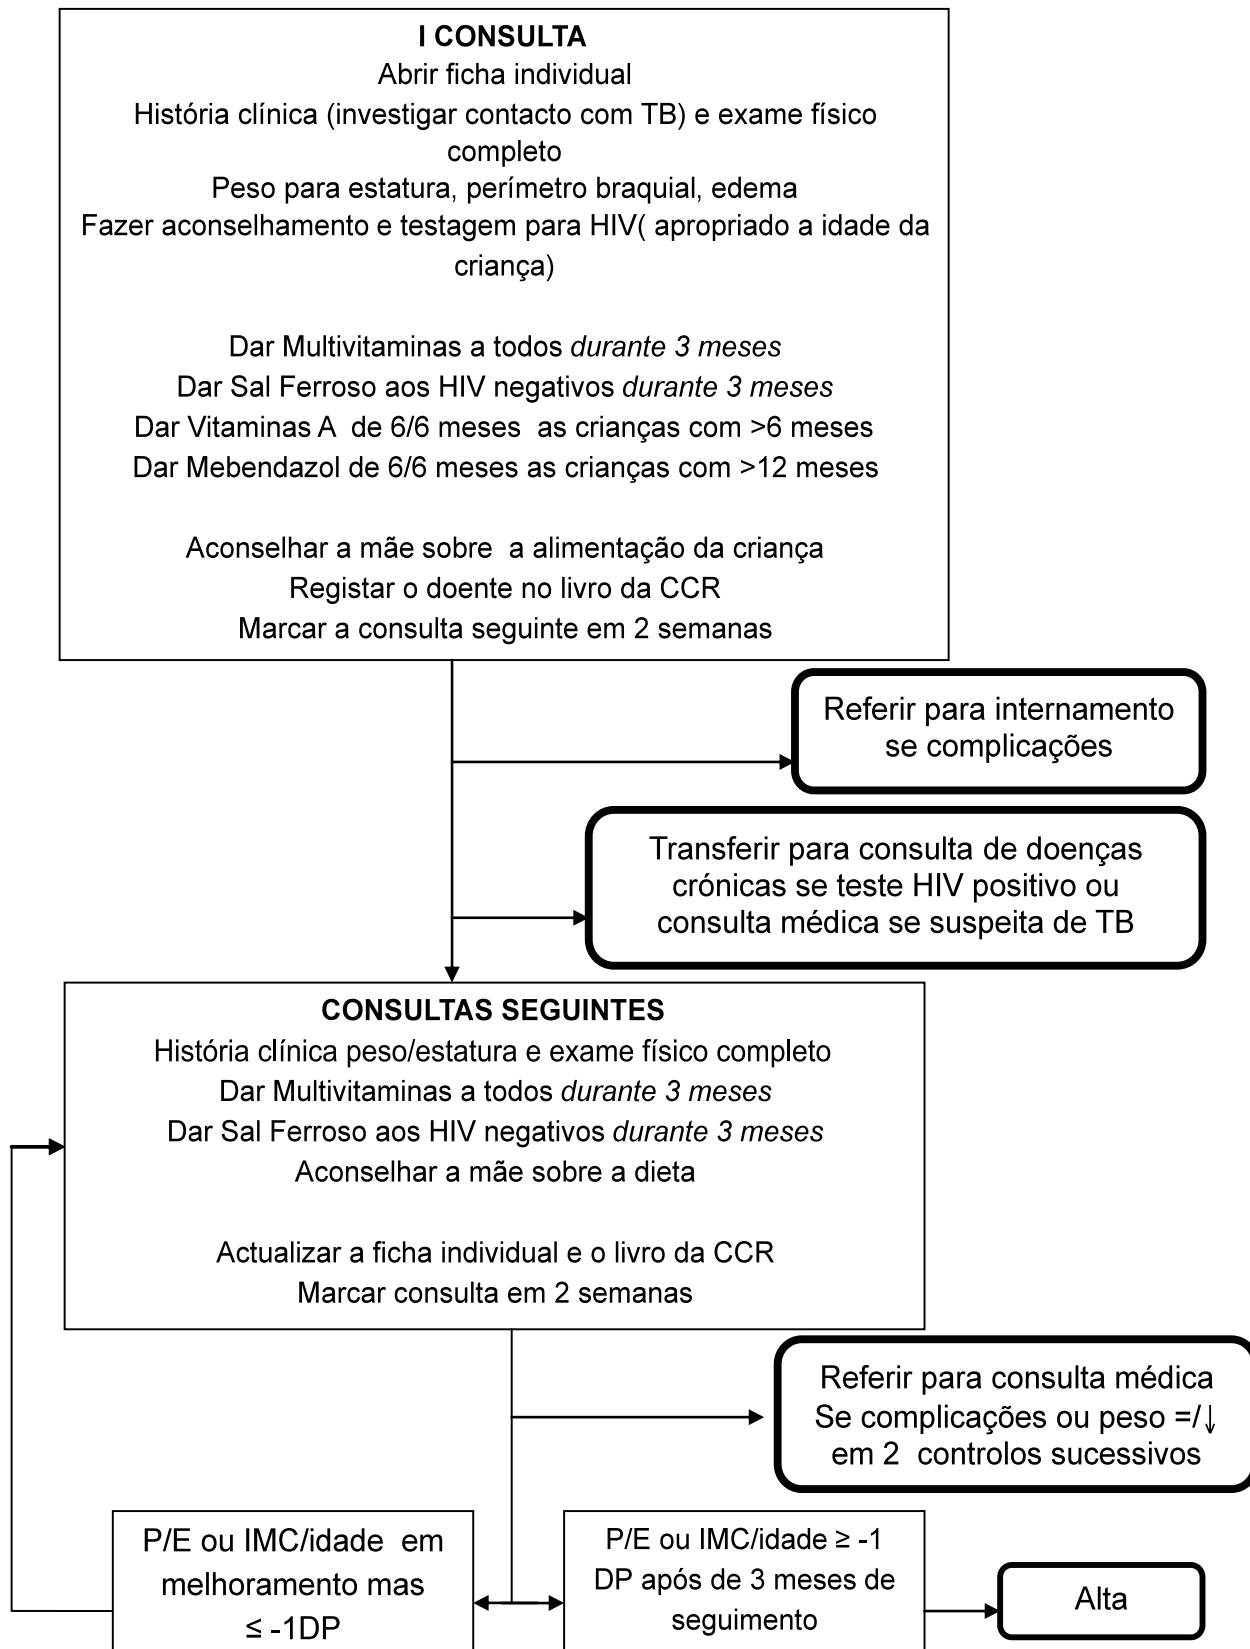 I CONSULTA
Abrir ficha individual
História clínica (investigar contacto com TB) e exame físico
completo
Peso para estatura, perímetro braquial, edema
Fazer aconselhamento e testagem para HIV( apropriado a idade da
criança)
Dar Multivitaminas a todos durante 3 meses
Dar Sal Ferroso aos HIV negativos durante 3 meses
Dar Vitaminas A de 6/6 meses as crianças com >6 meses
Dar Mebendazol de 6/6 meses as crianças com >12 meses
Aconselhar a mãe sobre a alimentação da criança
Registar o doente no livro da CCR
Marcar a consulta seguinte em 2 semanas
Referir para internamento
se complicações
Transferir para consulta de doenças
crónicas se teste HIV positivo ou
consulta médica se suspeita de TB
CONSULTAS SEGUINTES
História clínica peso/estatura e exame físico completo
Dar Multivitaminas a todos durante 3 meses
Dar Sal Ferroso aos HIV negativos durante 3 meses
Aconselhar a mãe sobre a dieta
Actualizar a ficha individual e o livro da CCR
Marcar consulta em 2 semanas
Referir para consulta médica
Se complicações ou peso =/↓
em 2 controlos sucessivos
P/E ou IMC/idade em
melhoramento mas
≤ -1DP
P/E ou IMC/idade ≥ -1
DP após de 3 meses de
seguimento
Alta